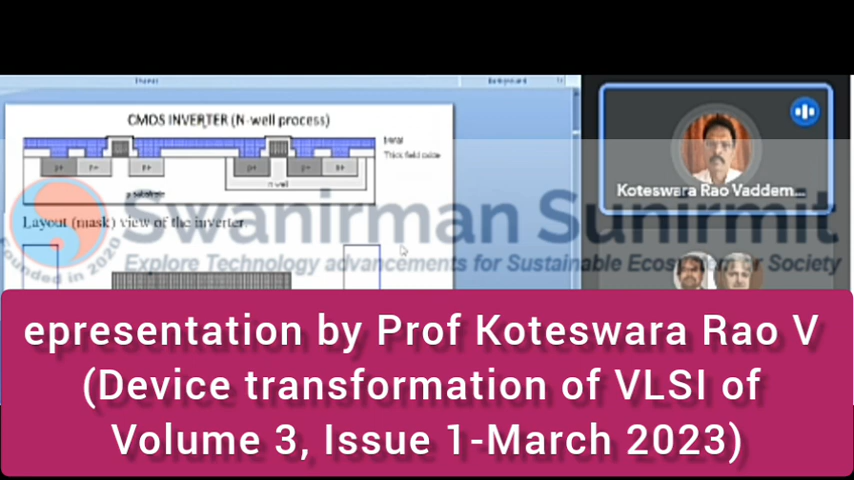 CMOS INVERTER (N-well process)
metal
Thick field oxide
p+
n+
n+
p+
p+
n+
n well
p substrate
Koteswara Rao Vaddem...
Layout (mask) view of the inverter.
Swanirman Sunirmit
Explore Technology advancements for Sustainable Ecosystem or Society
Founded in 2020
epresentation by Prof Koteswara Rao V
(Device transformation of VLSI of
Volume 3, Issue 1-March 2023)